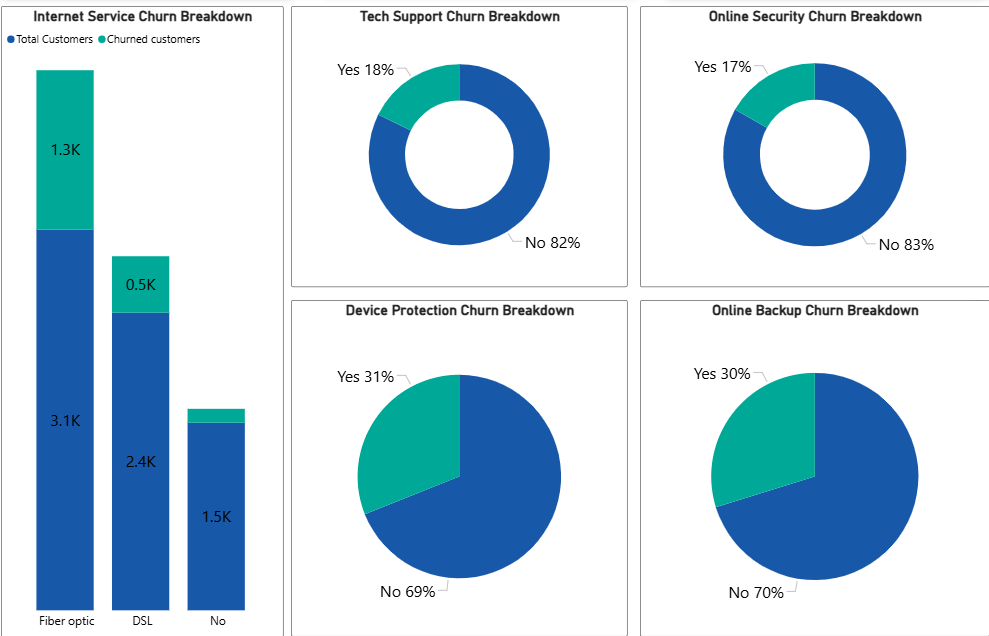 Internet Service Churn Breakdown
Total Customers Churned customers
1.3K
3.1K
0.5K
2.4K
1.5K
Fiber optic DSL No
Tech Support Churn Breakdown
Yes 18%
No 82%
Online Security Churn Breakdown
Yes 17%
No 83%
Device Protection Churn Breakdown
Yes 31%
No 69%
Online Backup Churn Breakdown
Yes 30%
No 70%